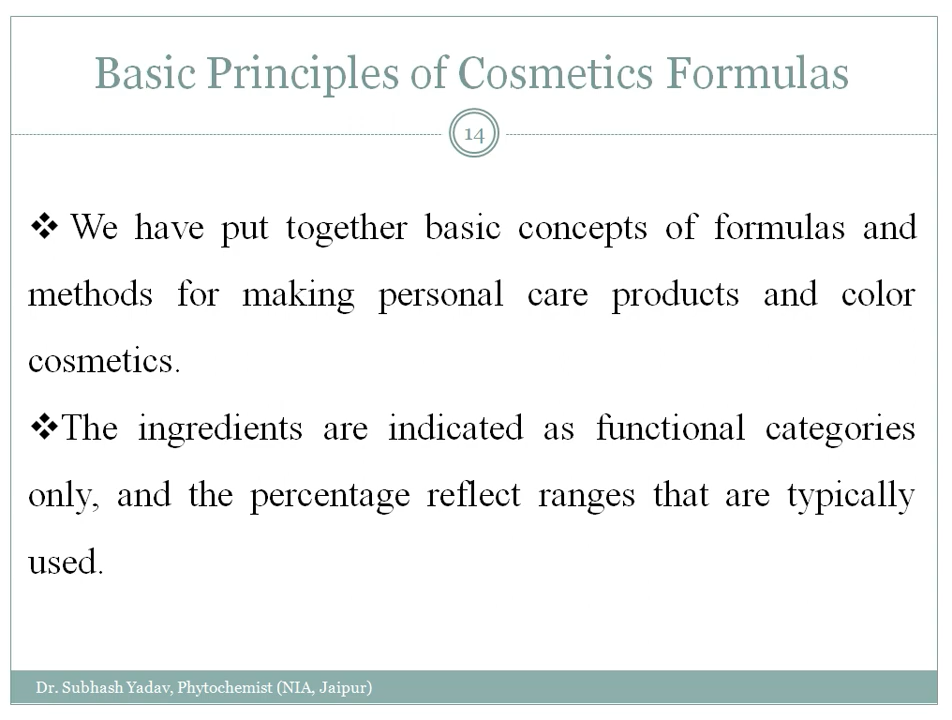 Basic Principles of Cosmetics Formulas
14
❖ We have put together basic concepts of formulas and
methods for making personal care products and color
cosmetics.
❖The ingredients are indicated as functional categories
only, and the percentage reflect ranges that are typically
used.
Dr. Subhash Yadav, Phytochemist (NIA, Jaipur)